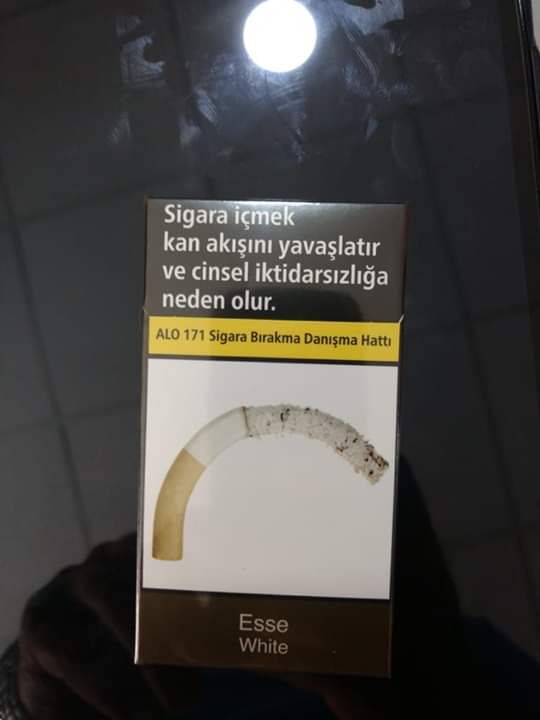 Sigara içmek
kan akışını yavaşlatır
ve cinsel iktidarsızlığa
neden olur.
ALO 171 Sigara Bırakma Danışma Hattı
Esse
White